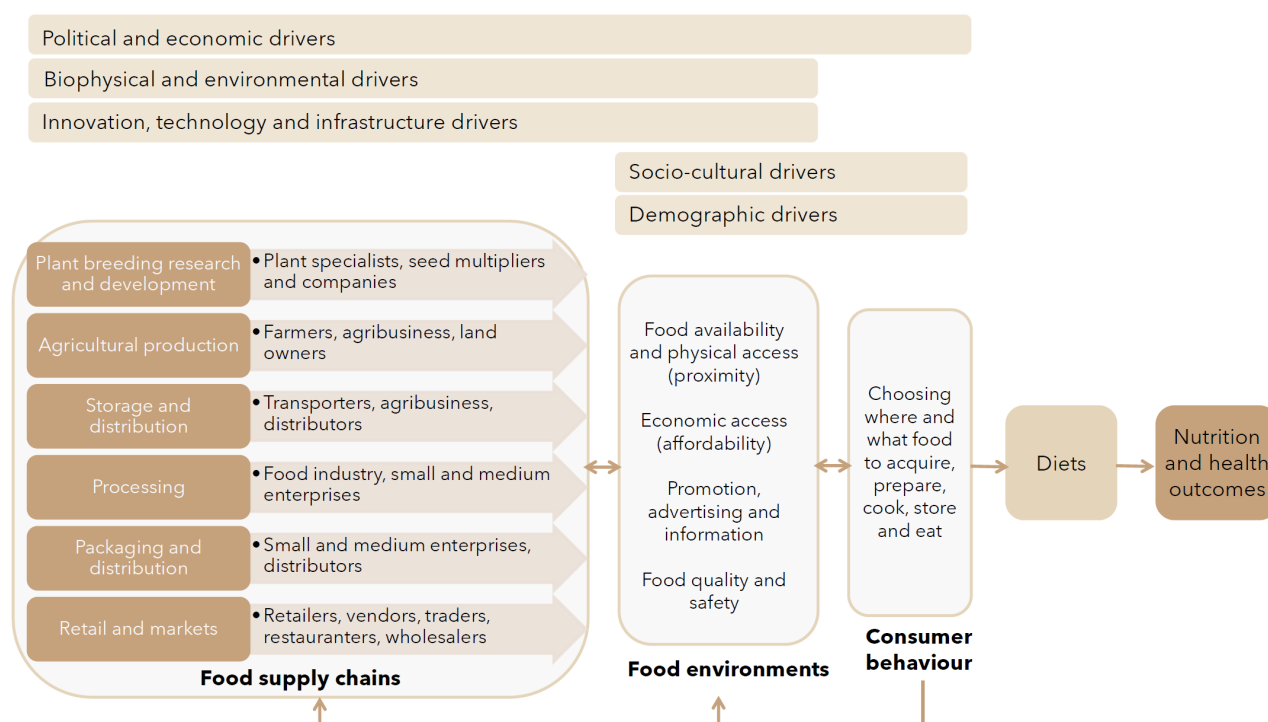 Political and economic drivers
Biophysical and environmental drivers
Innovation, technology and infrastructure drivers
Socio-cultural drivers
Demographic drivers
Plant breeding research
and development
• Plant specialists, seed multipliers
and companies
Agricultural production
• Farmers, agribusiness, land
owners
Storage and
distribution
• Transporters, agribusiness,
distributors
Processing
• Food industry, small and medium
enterprises
Packaging and
distribution
• Small and medium enterprises,
distributors
Retail and markets
• Retailers, vendors, traders,
restauranters, wholesalers
Food supply chains
Food availability
and physical access
(proximity)
Economic access
(affordability)
Promotion,
advertising and
information
Food quality and
safety
Food environments
Choosing
where and
what food
to acquire,
prepare,
cook, store
and eat
Consumer
behaviour
Diets
Nutrition
and health
outcomes